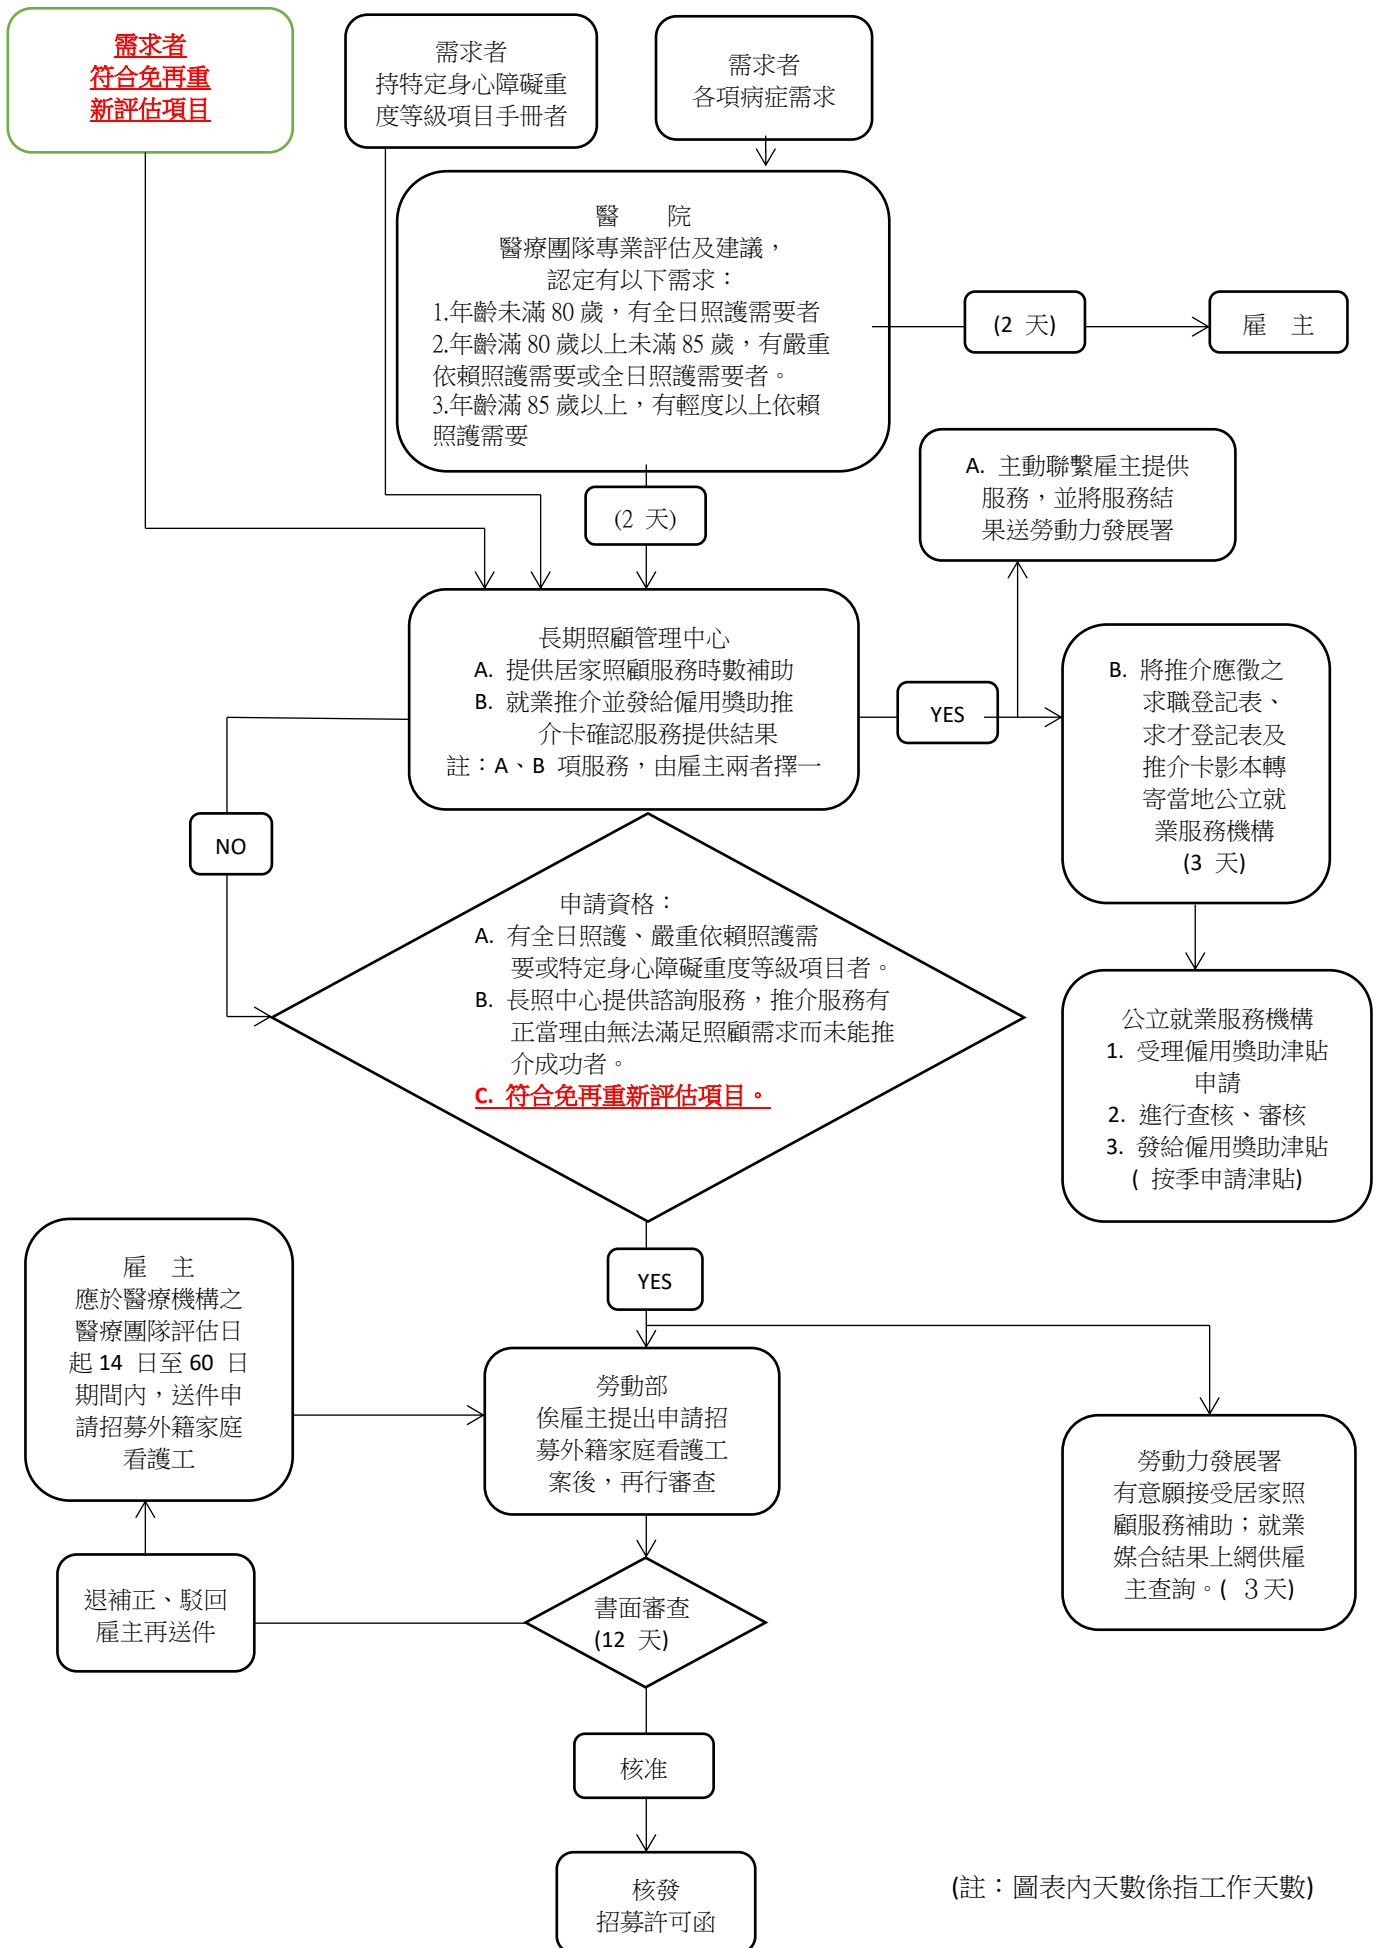 需求者
符合免再重
新評估項目
需求者
持特定身心障礙重
度等級項目手冊者
需求者
各項病症需求
醫 院
醫療團隊專業評估及建議，
認定有以下需求：
1.年齡未滿 80 歲，有全日照護需要者
2.年齡滿 80 歲以上未滿 85 歲，有嚴重
依賴照護需要或全日照護需要者。
3.年齡滿 85 歲以上，有輕度以上依賴
照護需要
(2 天)
雇 主
(2 天)
A. 主動聯繫雇主提供
服務，並將服務結
果送勞動力發展署
長期照顧管理中心
A. 提供居家照顧服務時數補助
B. 就業推介並發給僱用獎助推
介卡確認服務提供結果
註：A、B 項服務，由雇主兩者擇一
YES
B. 將推介應徵之
求職登記表、
求才登記表及
推介卡影本轉
寄當地公立就
業服務機構
(3 天)
NO
申請資格：
A. 有全日照護、嚴重依賴照護需
要或特定身心障礙重度等級項目者。
B. 長照中心提供諮詢服務，推介服務有
正當理由無法滿足照顧需求而未能推
介成功者。
C. 符合免再重新評估項目。
公立就業服務機構
1. 受理僱用獎助津貼
申請
2. 進行查核、審核
3. 發給僱用獎助津貼
( 按季申請津貼)
YES
雇 主
應於醫療機構之
醫療團隊評估日
起 14 日至 60 日
期間內，送件申
請招募外籍家庭
看護工
勞動部
俟雇主提出申請招
募外籍家庭看護工
案後，再行審查
勞動力發展署
有意願接受居家照
顧服務補助；就業
媒合結果上網供雇
主查詢。( 3天)
退補正、駁回
雇主再送件
書面審查
(12 天)
核准
核發
招募許可函
(註：圖表內天數係指工作天數)